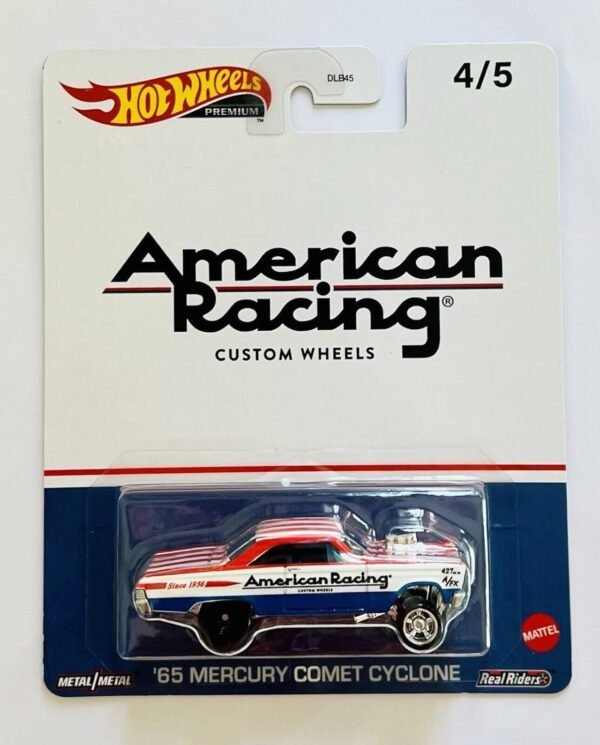 HOT WHEELS
PREMIUM
TM
DLB45
4/5
American
Racing®
CUSTOM WHEELS
Since 1956
American Racing
CUSTOM WHEELS
427
A/FX
MATTEL
METAL/METAL
'65 MERCURY COMET CYCLONE
Real Riders